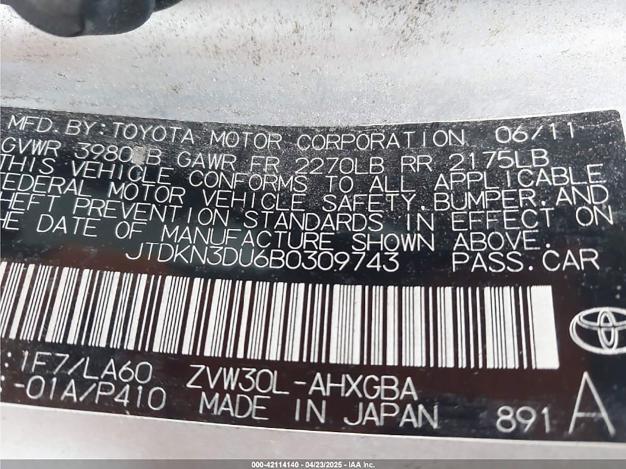 MFD. BY: TOYOTA MOTOR CORPORATION 06/11
GVWR 3980LB GAWR FR 2270LB RR 2175LB
THIS VEHICLE CONFORMS TO ALL APPLICABLE
FEDERAL MOTOR VEHICLE SAFETY, BUMPER, AND
THEFT PREVENTION STANDARDS IN EFFECT ON
THE DATE OF MANUFACTURE SHOWN ABOVE.
JTDKN3DU6B0309743 PASS. CAR
:1F7/LA60 ZVW30L-AHXGBA
:-01A/P410 MADE IN JAPAN 891 A
000-42114140 - 04/23/2025 - IAA Inc.